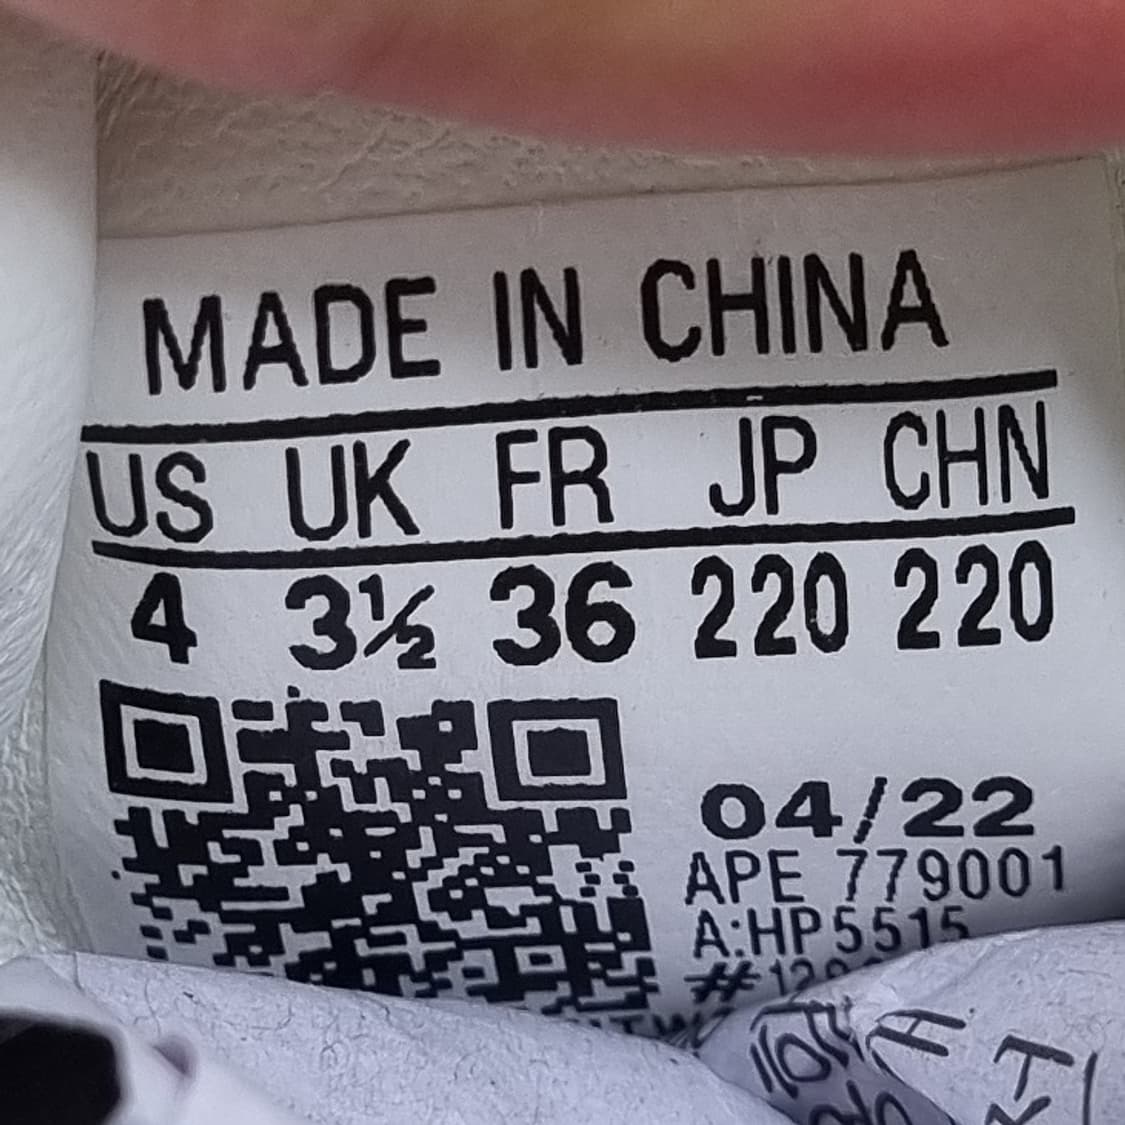 MADE IN CHINA
US UK FR JP CHN
4 3½ 36 220 220
04/22
APE 779001
A:HP5515